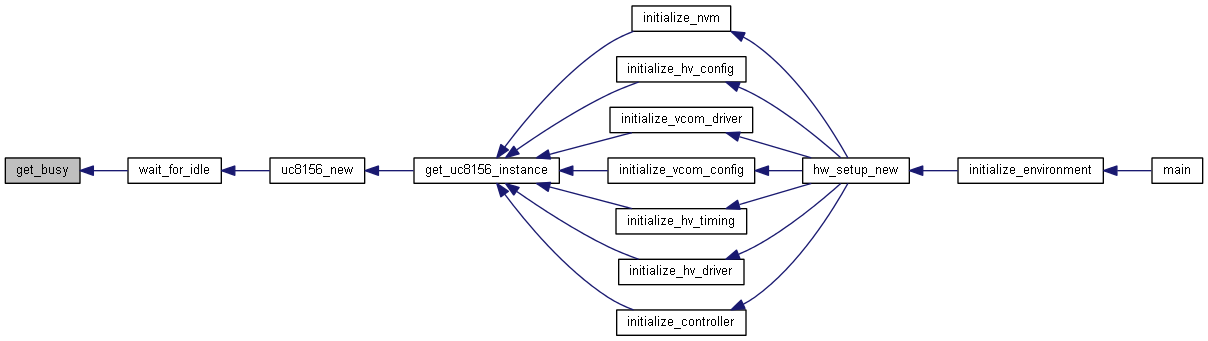 get_busy
wait_for_idle
uc8156_new
get_uc8156_instance
initialize_nvm
initialize_hv_config
initialize_vcom_driver
initialize_vcom_config
initialize_hv_timing
initialize_hv_driver
initialize_controller
hw_setup_new
initialize_environment
main